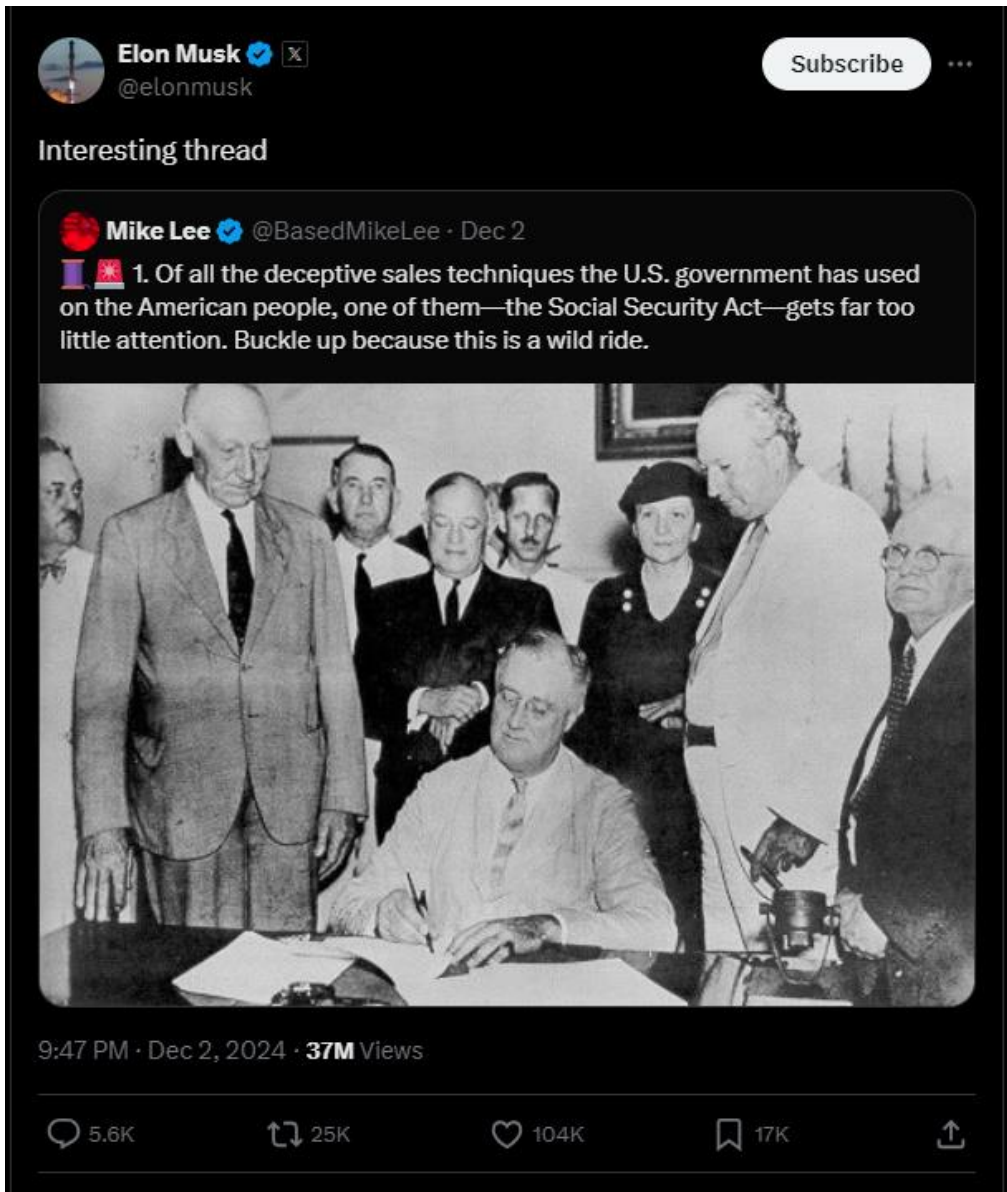 Elon Musk
@elonmusk
Subscribe
Interesting thread
Mike Lee @BasedMikeLee · Dec 2
🧵🚨 1. Of all the deceptive sales techniques the U.S. government has used
on the American people, one of them—the Social Security Act—gets far too
little attention. Buckle up because this is a wild ride.
9:47 PM · Dec 2, 2024 · 37M Views
5.6K 25K 104K 17K